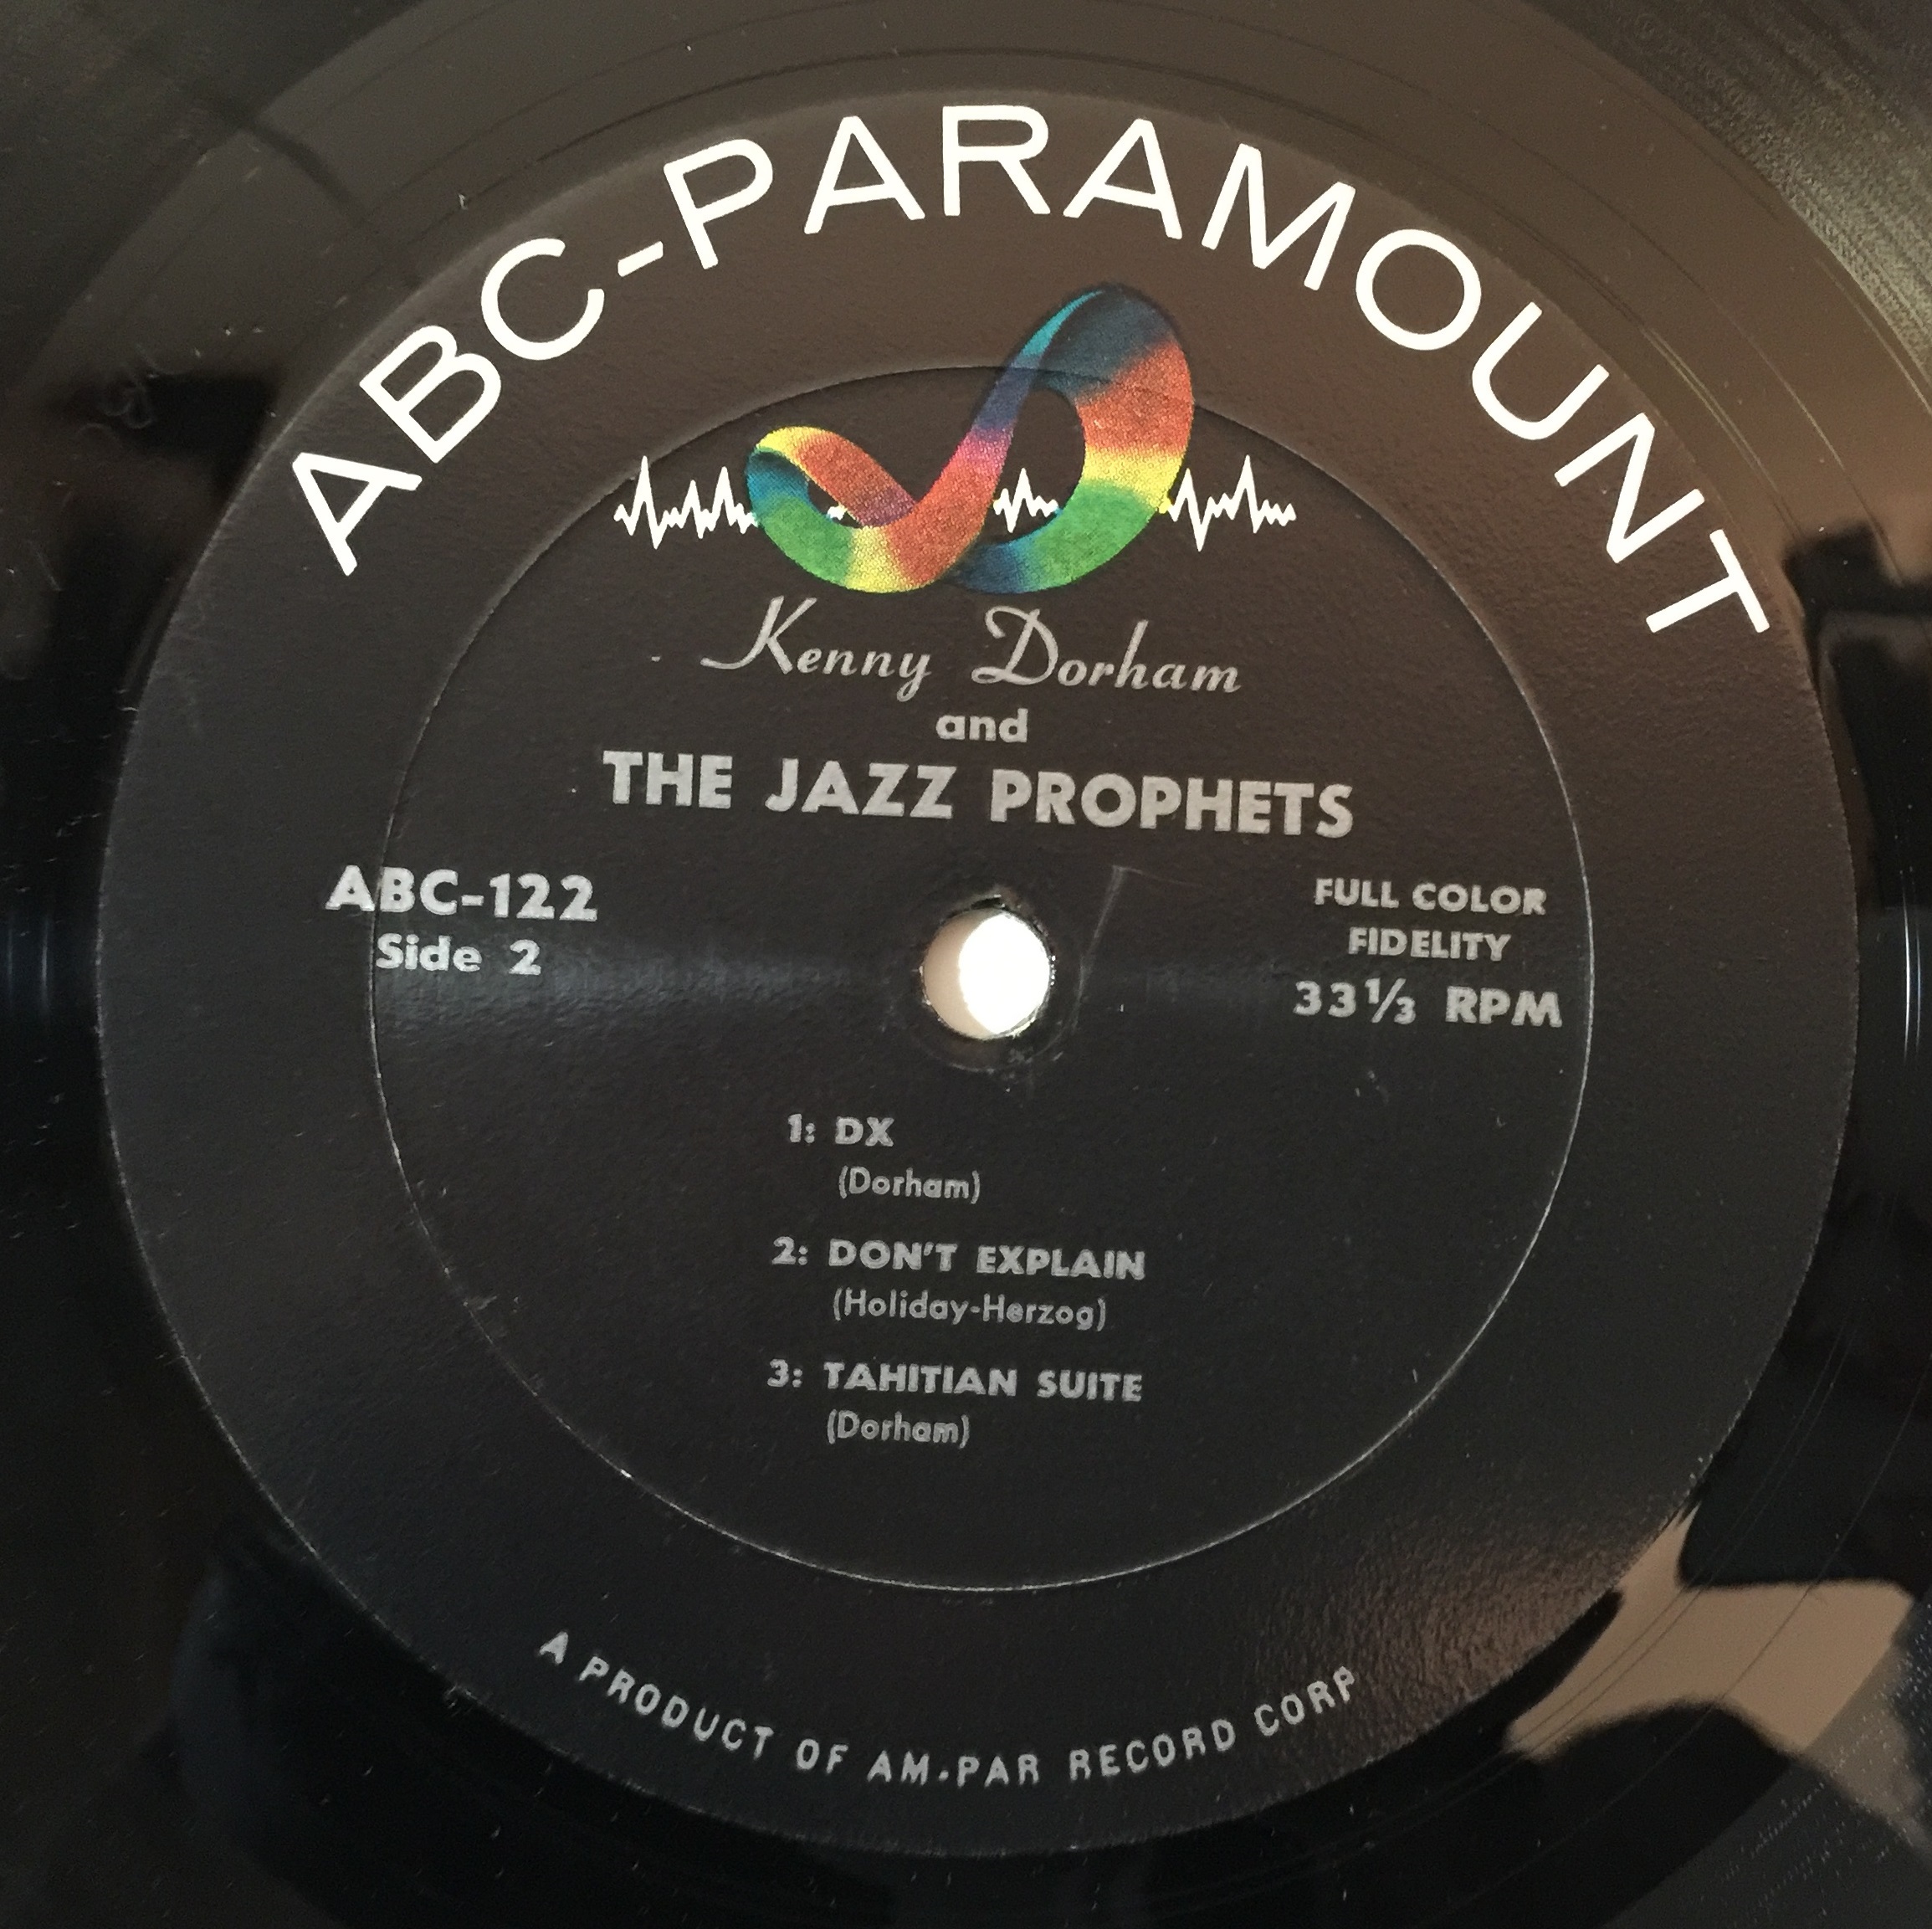 ABC-PARAMOUNT
Kenny Dorham
and
THE JAZZ PROPHETS
ABC-122
Side 2
FULL COLOR
FIDELITY
33⅓ RPM
1: DX
(Dorham)
2: DON'T EXPLAIN
(Holiday-Herzog)
3: TAHITIAN SUITE
(Dorham)
A PRODUCT OF AM-PAR RECORD CORP